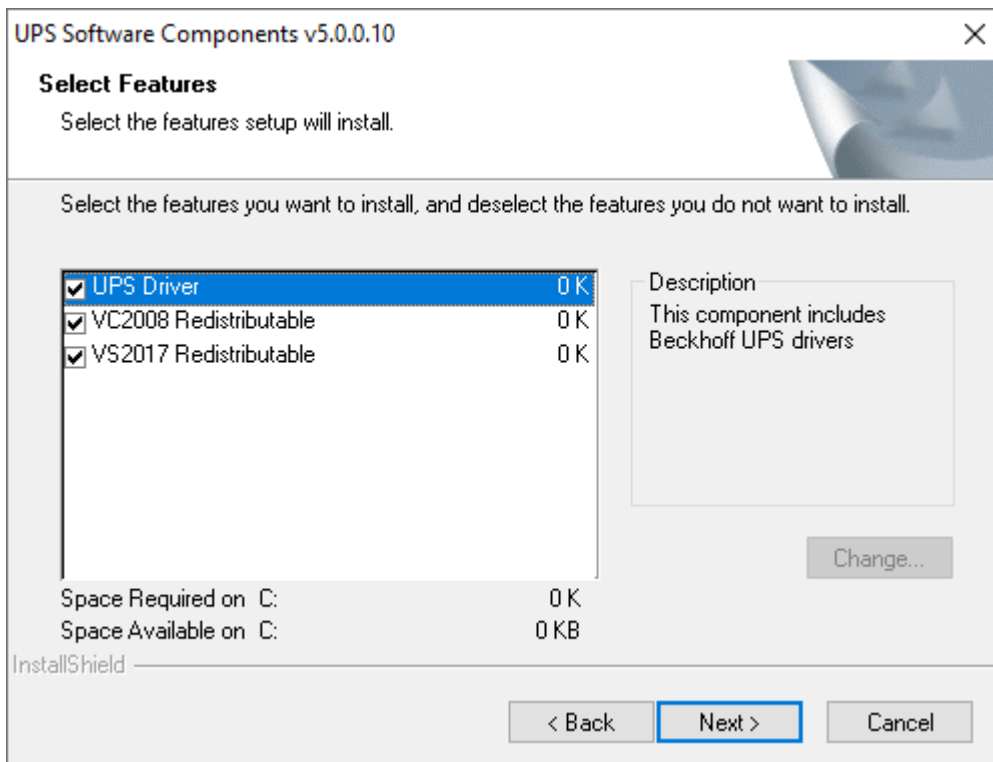 UPS Software Components v5.0.0.10
Select Features
Select the features setup will install.
Select the features you want to install, and deselect the features you do not want to install.
UPS Driver 0 K
VC2008 Redistributable 0 K
VS2017 Redistributable 0 K
Description
This component includes
Beckhoff UPS drivers
Change...
Space Required on C: 0 K
Space Available on C: 0 KB
InstallShield
< Back Next > Cancel